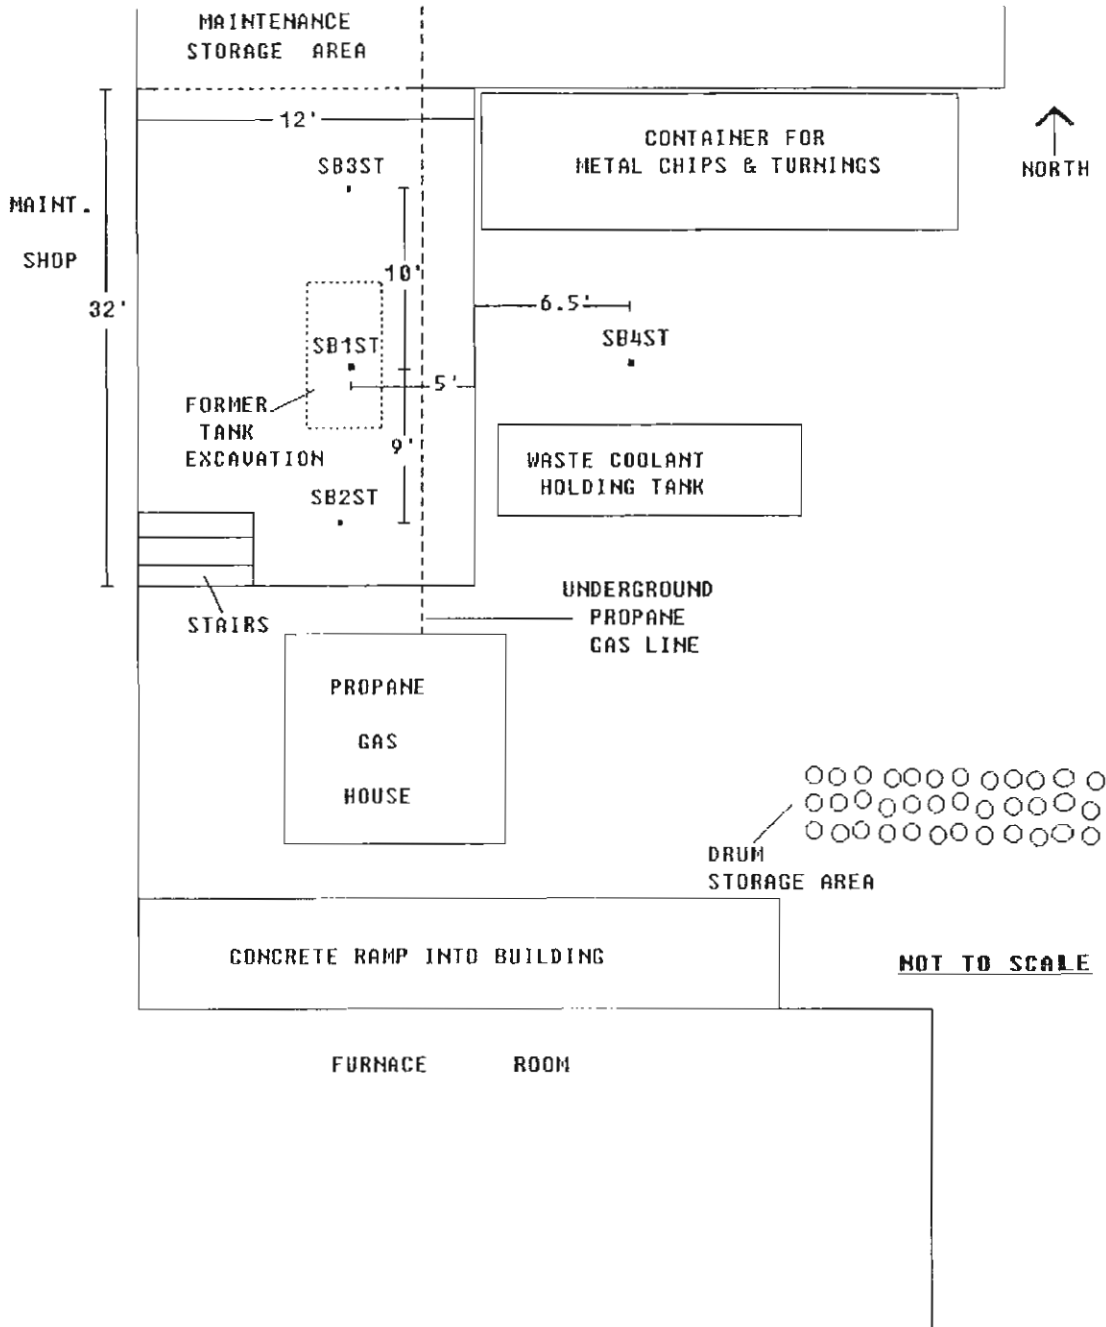 MAINTENANCE
STORAGE AREA
12'
CONTAINER FOR
METAL CHIPS & TURNINGS
NORTH
SB3ST
MAINT.
SHOP
10'
32'
6.5'
SB1ST
SB4ST
5'
FORMER
TANK
EXCAVATION
9'
WASTE COOLANT
HOLDING TANK
SB2ST
UNDERGROUND
PROPANE
GAS LINE
STAIRS
PROPANE
GAS
HOUSE
DRUM
STORAGE AREA
CONCRETE RAMP INTO BUILDING
NOT TO SCALE
FURNACE ROOM